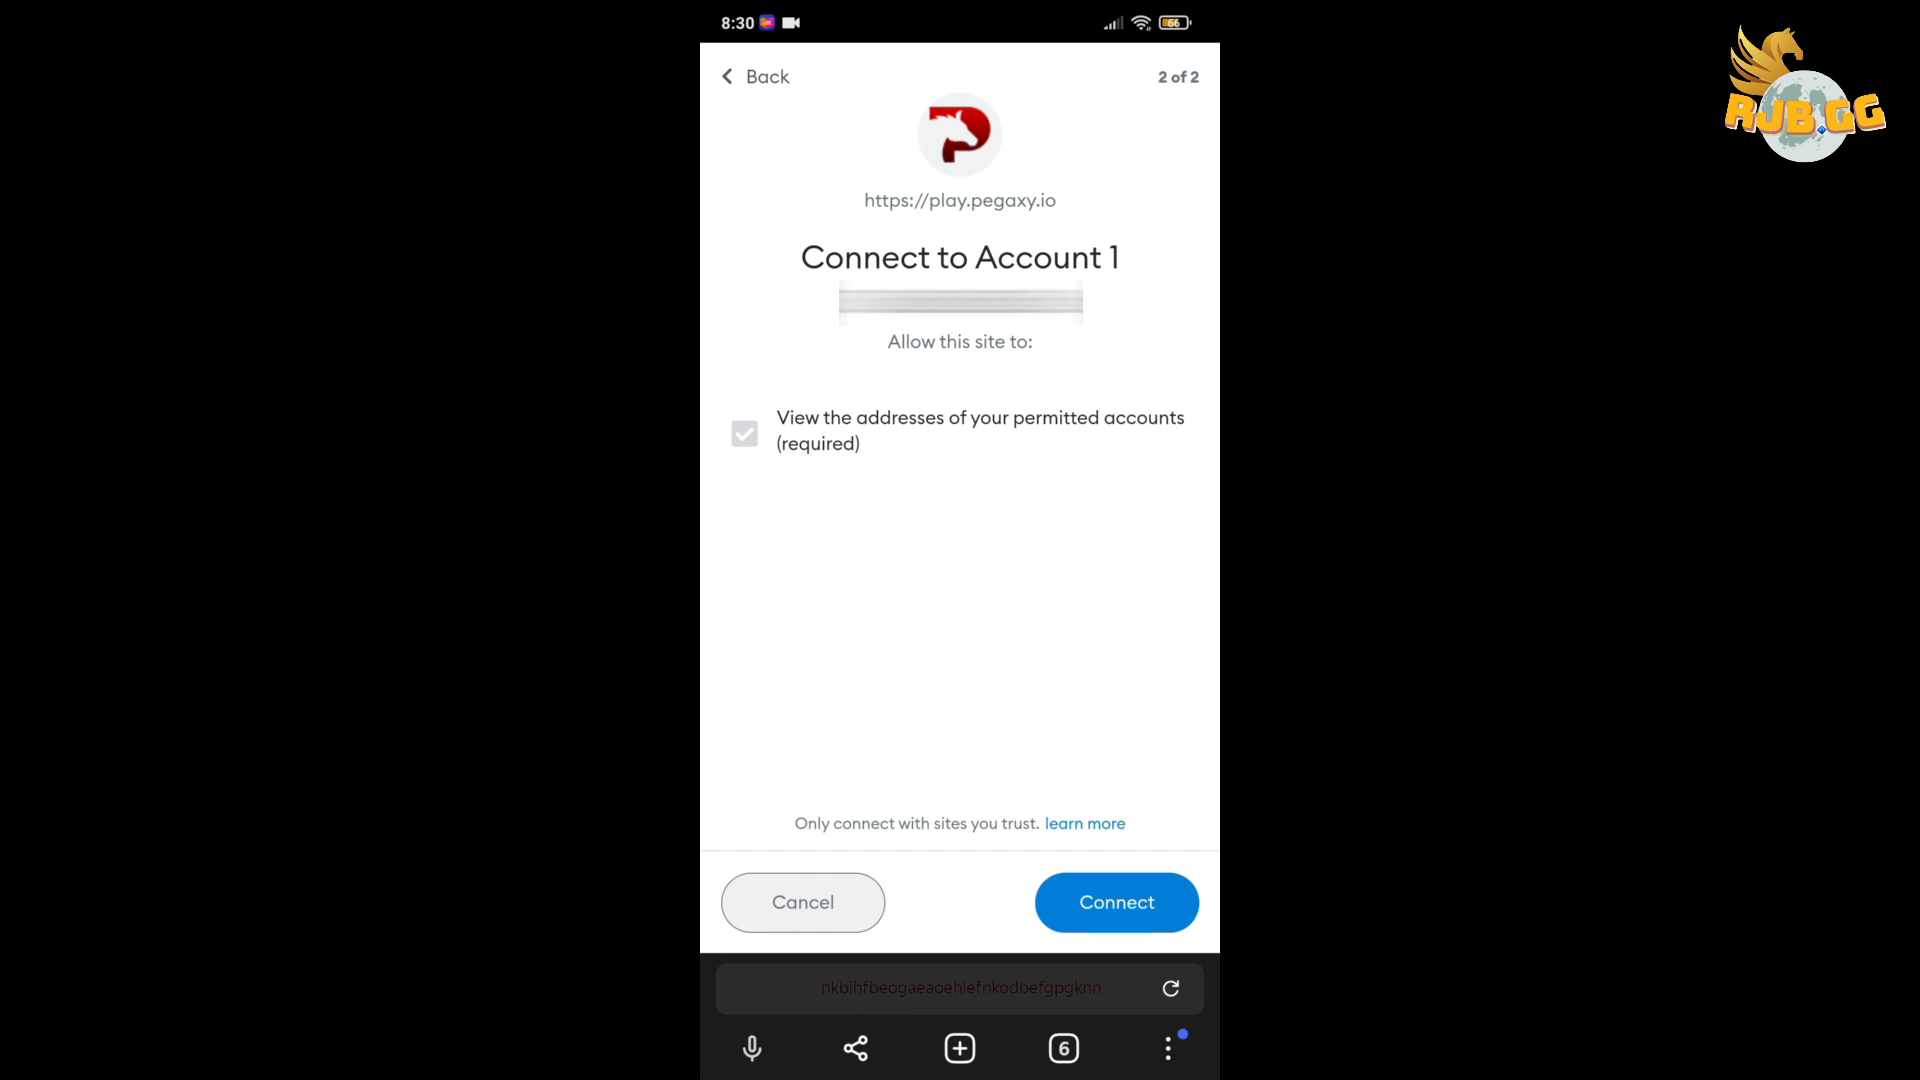 8:30
66
RJB.GG
Back
2 of 2
https://play.pegaxy.io
Connect to Account 1
Allow this site to:
View the addresses of your permitted accounts
(required)
Only connect with sites you trust. learn more
Cancel
Connect
nkbihfbeogaeaoehlefnkodbefgpgknn
6